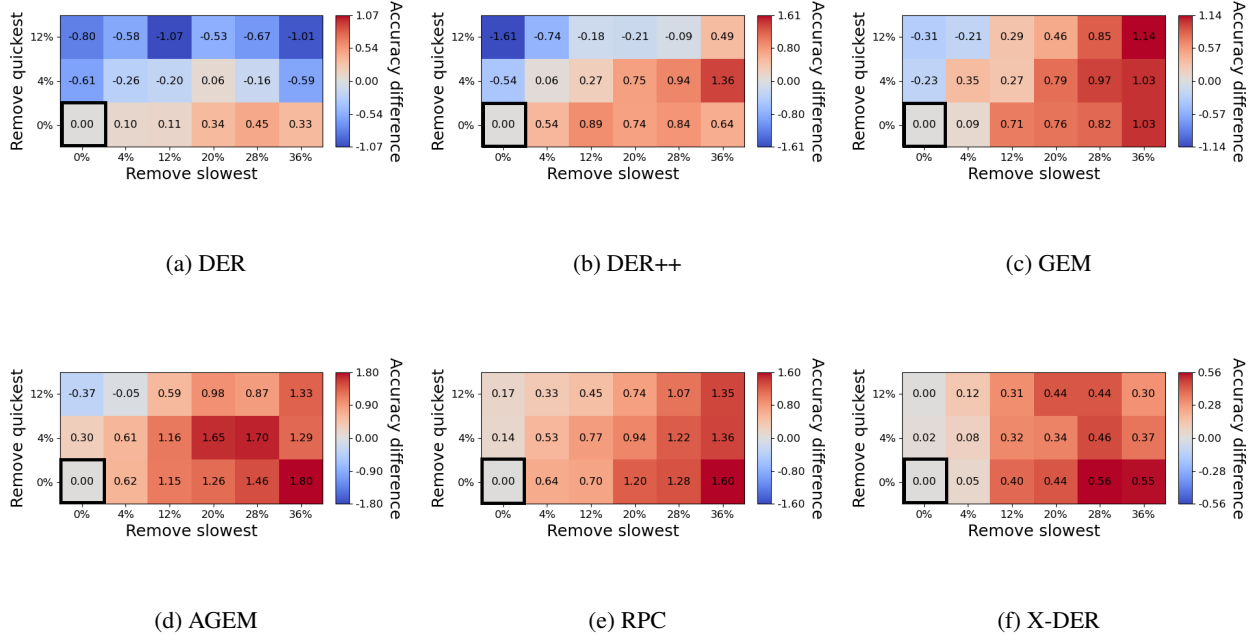 Remove quickest
12%
4%
0%
-0.80 -0.58 -1.07 -0.53 -0.67 -1.01
-0.61 -0.26 -0.20 0.06 -0.16 -0.59
0.00 0.10 0.11 0.34 0.45 0.33
0% 4% 12% 20% 28% 36%
Remove slowest
1.07
0.54
0.00
-0.54
-1.07
Accuracy difference
(a) DER
Remove quickest
12%
4%
0%
-1.61 -0.74 -0.18 -0.21 -0.09 0.49
-0.54 0.06 0.27 0.75 0.94 1.36
0.00 0.54 0.89 0.74 0.84 0.64
0% 4% 12% 20% 28% 36%
Remove slowest
1.61
0.80
0.00
-0.80
-1.61
Accuracy difference
(b) DER++
Remove quickest
12%
4%
0%
-0.31 -0.21 0.29 0.46 0.85 1.14
-0.23 0.35 0.27 0.79 0.97 1.03
0.00 0.09 0.71 0.76 0.82 1.03
0% 4% 12% 20% 28% 36%
Remove slowest
1.14
0.57
0.00
-0.57
-1.14
Accuracy difference
(c) GEM
Remove quickest
12%
4%
0%
-0.37 -0.05 0.59 0.98 0.87 1.33
0.30 0.61 1.16 1.65 1.70 1.29
0.00 0.62 1.15 1.26 1.46 1.80
0% 4% 12% 20% 28% 36%
Remove slowest
1.80
0.90
0.00
-0.90
-1.80
Accuracy difference
(d) AGEM
Remove quickest
12%
4%
0%
0.17 0.33 0.45 0.74 1.07 1.35
0.14 0.53 0.77 0.94 1.22 1.36
0.00 0.64 0.70 1.20 1.28 1.60
0% 4% 12% 20% 28% 36%
Remove slowest
1.60
0.80
0.00
-0.80
-1.60
Accuracy difference
(e) RPC
Remove quickest
12%
4%
0%
0.00 0.12 0.31 0.44 0.44 0.30
0.02 0.08 0.32 0.34 0.46 0.37
0.00 0.05 0.40 0.44 0.56 0.55
0% 4% 12% 20% 28% 36%
Remove slowest
0.56
0.28
0.00
-0.28
-0.56
Accuracy difference
(f) X-DER